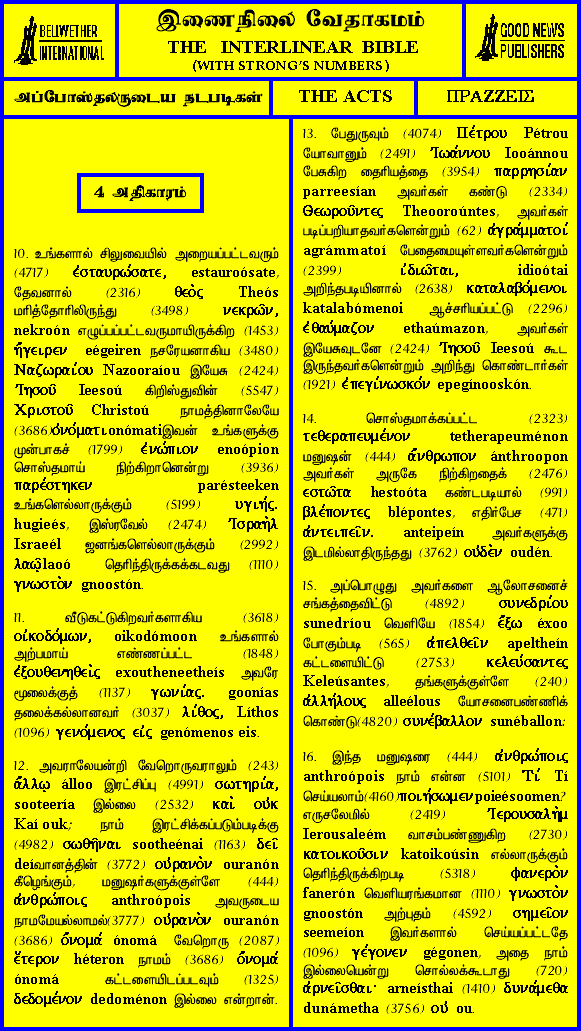 BELLWETHER
INTERNATIONAL
இணைநிலை வேதாகமம்
THE INTERLINEAR BIBLE
(WITH STRONG'S NUMBERS)
GOOD NEWS
PUBLISHERS
அப்போஸ்தலருடைய நடபடிகள்
THE ACTS
ΠΡΑΖΖΕΙΣ
4 அதிகாரம்
10. உங்களால் சிலுவையில் அறையப்பட்டவரும்
(4717) ἐσταυρώσατε, estauroósate,
தேவனால் (2316) θεὸς Theós
மரித்தோரிலிருந்து (3498) νεκρῶν,
nekroón எழுப்பப்பட்டவருமாயிருக்கிற (1453)
ἤγειρεν eégeiren நசரேயனாகிய (3480)
Ναζωραίου Nazooraíou இயேசு (2424)
Ἰησοῦ Ieesoú கிறிஸ்துவின் (5547)
Χριστοῦ Christoú நாமத்தினாலேயே
(3686)ὀνόματιonómatiஇவன் உங்களுக்கு
முன்பாகச் (1799) ἐνώπιον enoópion
சொஸ்தமாய் நிற்கிறானென்று (3936)
παρέστηκεν parésteeken
உங்களெல்லாருக்கும் (5199) υγιής.
hugieés, இஸ்ரவேல் (2474) Ἰσραὴλ
Israeél ஜனங்களெல்லாருக்கும் (2992)
λαῷlaoó தெரிந்திருக்கக்கடவது (1110)
γνωστὸν gnoostón.
11. வீடுகட்டுகிறவர்களாகிய (3618)
οἰκοδόμων, oikodómoon உங்களால்
அற்பமாய் எண்ணப்பட்ட (1848)
ἐξουθενηθεὶς exoutheneetheís அவரே
மூலைக்குத் (1137) γωνίας. goonías
தலைக்கல்லானவர் (3037) λίθος, Líthos
(1096) γενόμενος εἰς genómenos eis.
12. அவராலேயன்றி வேறொருவராலும் (243)
ἄλλῳ álloo இரட்சிப்பு (4991) σωτηρία,
sooteería இல்லை (2532) καὶ οὐκ
Kaí ouk; நாம் இரட்சிக்கப்படும்படிக்கு
(4982) σωθῆναι sootheénai (1163) δεῖ
deíவானத்தின் (3772) οὐρανὸν ouranón
கீழெங்கும், மனுஷர்களுக்குள்ளே (444)
ἀνθρώποις anthroópois அவருடைய
நாமமேயல்லாமல்(3777) οὐρανὸν ouranón
(3686) ὄνομά ónomá வேறொரு (2087)
ἕτερον héteron நாமம் (3686) ὄνομά
ónomá கட்டளையிடப்படவும் (1325)
δεδομένον dedoménon இல்லை என்றான்.
13. பேதுருவும் (4074) Πέτρου Pétrou
யோவானும் (2491) Ἰωάννου Iooánnou
பேசுகிற தைரியத்தை (3954) παρρησίαν
parreesían அவர்கள் கண்டு (2334)
Θεωροῦντες Theooroúntes, அவர்கள்
படிப்பறியாதவர்களென்றும் (62) ἀγράμματοί
agrámmatoí பேதைமையுள்ளவர்களென்றும்
(2399) ἰδιῶται, idioótai
அறிந்தபடியினால் (2638) καταλαβόμενοι
katalabómenoi ஆச்சரியப்பட்டு (2296)
ἐθαύμαζον ethaúmazon, அவர்கள்
இயேசுவுடனே (2424) Ἰησοῦ Ieesoú கூட
இருந்தவர்களென்றும் அறிந்து கொண்டார்கள்
(1921) ἐπεγίνωσκόν epegínooskón.
14. சொஸ்தமாக்கப்பட்ட (2323)
τεθεραπευμένον tetherapeuménon
மனுஷன் (444) ἄνθρωπον ánthroopon
அவர்கள் அருகே நிற்கிறதைக் (2476)
εστῶτα hestoóta கண்டபடியால் (991)
βλέποντες blépontes, எதிர்பேச (471)
ἀντειπεῖν. anteipeín அவர்களுக்கு
இடமில்லாதிருந்தது (3762) οὐδὲν oudén.
15. அப்பொழுது அவர்களை ஆலோசனைச்
சங்கத்தைவிட்டு (4892) συνεδρίου
sunedríou வெளியே (1854) ἔξω éxoo
போகும்படி (565) ἀπελθεῖν apeltheín
கட்டளையிட்டு (2753) κελεύσαντες
Keleúsantes, தங்களுக்குள்ளே (240)
ἀλλήλους alleélous யோசனைபண்ணிக்
கொண்டு(4820) συνέβαλλον sunéballon:
16. இந்த மனுஷரை (444) ἀνθρώποις
anthroópois நாம் என்ன (5101) Τί Tí
செய்யலாம்(4160)ποιήσωμενpoieésoomen?
எருசலேமில் (2419) Ἱερουσαλὴμ
Ierousaleém வாசம்பண்ணுகிற (2730)
κατοικοῦσιν katoikoúsin எல்லாருக்கும்
தெரிந்திருக்கிறபடி (5318) φανερὸν
fanerón வெளியரங்கமான (1110) γνωστὸν
gnoostón அற்புதம் (4592) σημεῖον
seemeíon இவர்களால் செய்யப்பட்டதே
(1096) γέγονεν gégonen, அதை நாம்
இல்லையென்று சொல்லக்கூடாது (720)
ἀρνεῖσθαι· arneísthai (1410) δυνάμεθα
dunámetha (3756) οὐ ou.